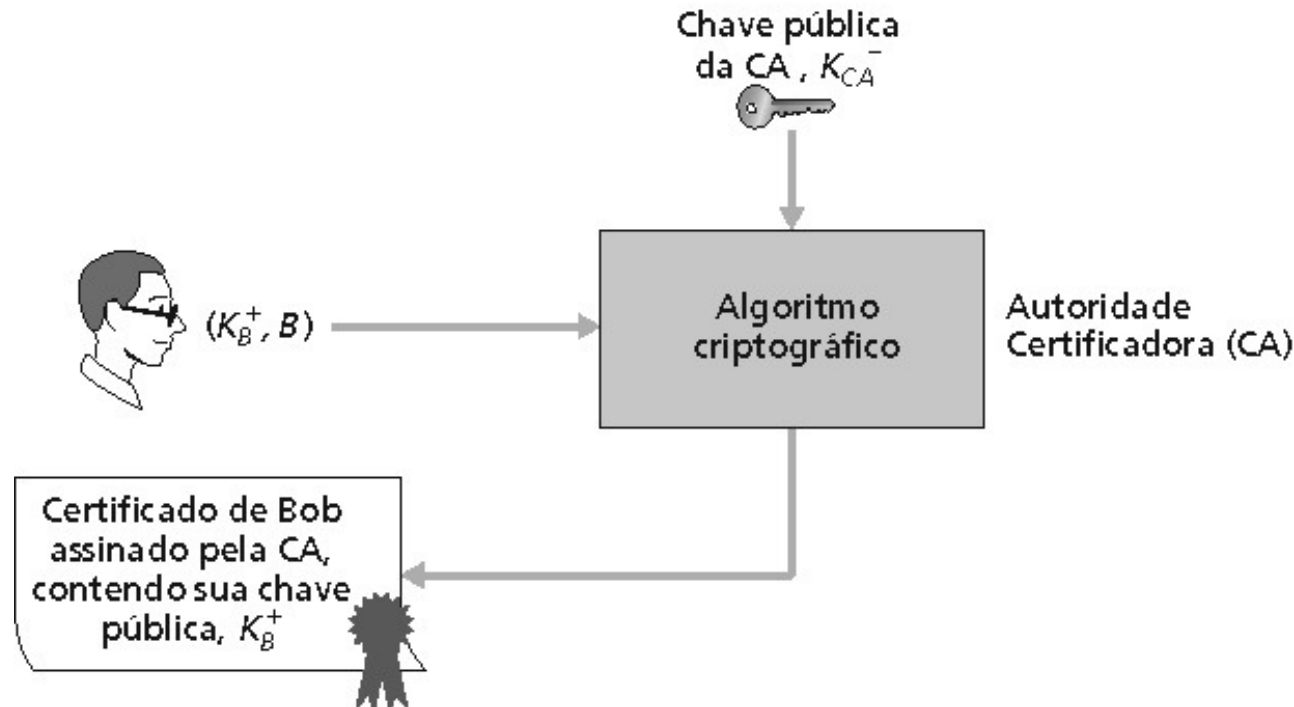 Chave pública
da CA , K_CA^-
(K_B^+, B)
Algoritmo
criptográfico
Autoridade
Certificadora (CA)
Certificado de Bob
assinado pela CA,
contendo sua chave
pública, K_B^+